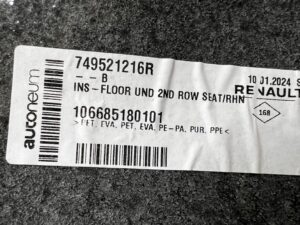 autoneum
749521216R
- - B
INS-FLOOR UND 2ND ROW SEAT/RHN
106685180101
>PET, EVA, PET, EVA, PE-PA, PUR, PPE<
10 01.2024
RENAULT
168